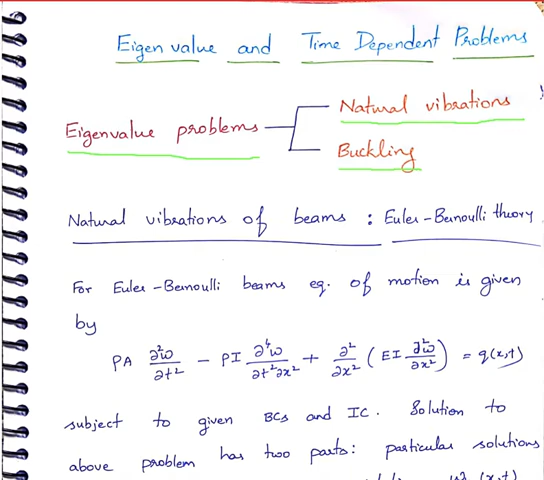 Eigen value and Time Dependent Problems
Natural vibrations
Eigenvalue problems
Buckling
Natural vibrations of beams : Euler-Bernoulli theory
For Euler-Bernoulli beams eq. of motion is given
by
PA ∂²w/∂t² - PI ∂⁴w/∂t²∂x² + ∂²/∂x² (EI ∂²w/∂x²) = q(x,t)
subject to given BCs and IC. Solution to
above problem has two parts: particular solutions
(x,t)